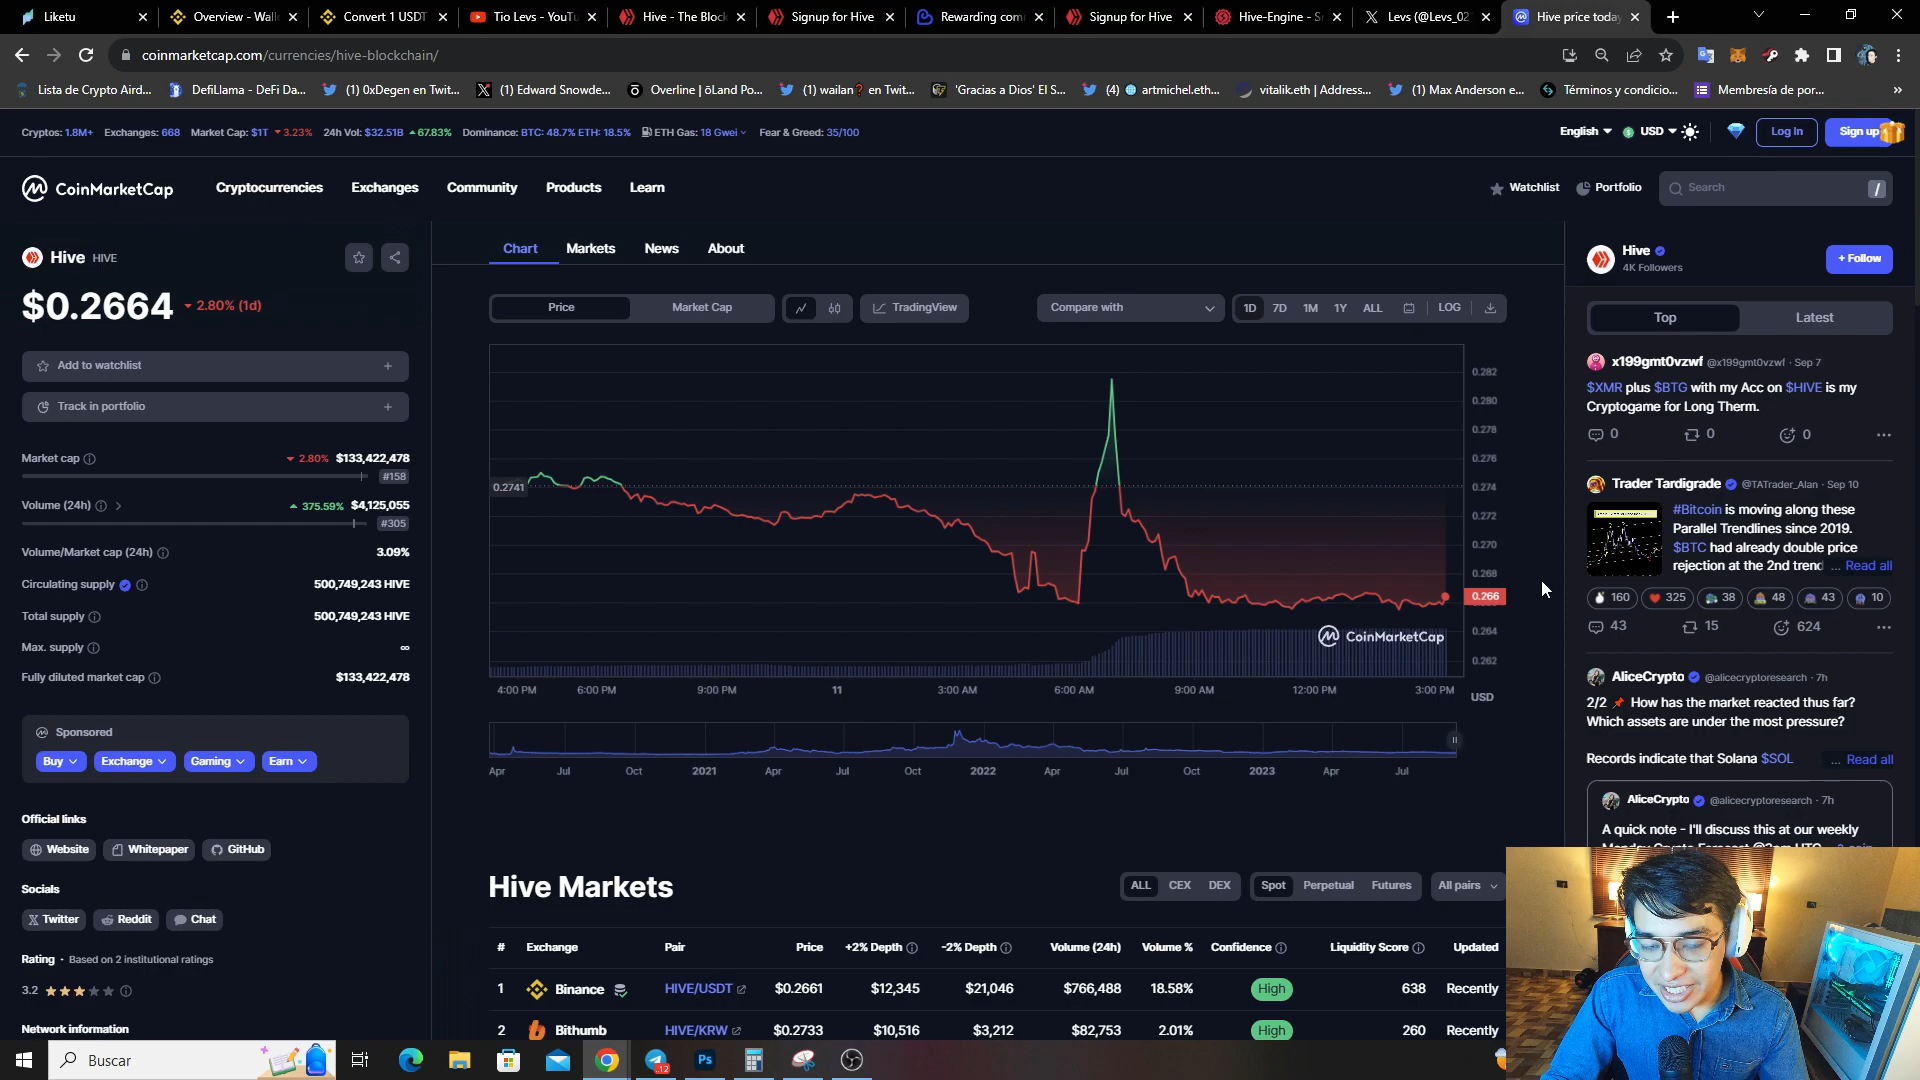 Liketu
Overview - Wall
Convert 1 USDT
Tio Levs - YouTu
Hive - The Block
Signup for Hive
Rewarding com
Signup for Hive
Hive-Engine - Sm
Levs (@Levs_02
Hive price today
coinmarketcap.com/currencies/hive-blockchain/
Lista de Crypto Aird...
DefiLlama - DeFi Da...
(1) 0xDegen en Twit...
(1) Edward Snowde...
Overline | ōLand Po...
(1) wailan? en Twit...
'Gracias a Dios' El S...
(4) artmichel.eth...
vitalik.eth | Address...
(1) Max Anderson e...
Términos y condicio...
Membresía de por...
Cryptos: 1.8M+ Exchanges: 668 Market Cap: $1T 3.23% 24h Vol: $32.51B 67.83% Dominance: BTC: 48.7% ETH: 18.5% ETH Gas: 18 Gwei Fear & Greed: 35/100
English USD Log In Sign up
CoinMarketCap Cryptocurrencies Exchanges Community Products Learn
Watchlist Portfolio Search /
Hive HIVE
$0.2664 2.80% (1d)
Add to watchlist +
Track in portfolio +
Market cap 2.80% $133,422,478
#158
Volume (24h) 375.59% $4,125,055
#305
Volume/Market cap (24h) 3.09%
Circulating supply 500,749,243 HIVE
Total supply 500,749,243 HIVE
Max. supply ∞
Fully diluted market cap $133,422,478
Sponsored
Buy Exchange Gaming Earn
Official links
Website Whitepaper GitHub
Socials
Twitter Reddit Chat
Rating · Based on 2 institutional ratings
3.2
Network information
Chart Markets News About
Price Market Cap TradingView Compare with 1D 7D 1M 1Y ALL LOG
0.282
0.280
0.278
0.276
0.2741
0.274
0.272
0.270
0.268
0.266
0.264
0.262
CoinMarketCap
4:00 PM 6:00 PM 9:00 PM 11 3:00 AM 6:00 AM 9:00 AM 12:00 PM 3:00 PM USD
Apr Jul Oct 2021 Apr Jul Oct 2022 Apr Jul Oct 2023 Apr Jul
Hive Markets
ALL CEX DEX Spot Perpetual Futures All pairs
# Exchange Pair Price +2% Depth -2% Depth Volume (24h) Volume % Confidence Liquidity Score Updated
1 Binance HIVE/USDT $0.2661 $12,345 $21,046 $766,488 18.58% High 638 Recently
2 Bithumb HIVE/KRW $0.2733 $10,516 $3,212 $82,753 2.01% High 260 Recently
Hive
4K Followers
+ Follow
Top Latest
x199gmt0vzwf @x199gmt0vzwf · Sep 7
$XMR plus $BTG with my Acc on $HIVE is my
Cryptogame for Long Therm.
0 0 0
Trader Tardigrade @TATrader_Alan · Sep 10
#Bitcoin is moving along these
Parallel Trendlines since 2019.
$BTC had already double price
rejection at the 2nd trend ... Read all
160 325 38 48 43 10
43 15 624
AliceCrypto @alicecryptoresearch · 7h
2/2 How has the market reacted thus far?
Which assets are under the most pressure?
Records indicate that Solana $SOL ... Read all
AliceCrypto @alicecryptoresearch · 7h
A quick note - I'll discuss this at our weekly
Buscar
Ps
12